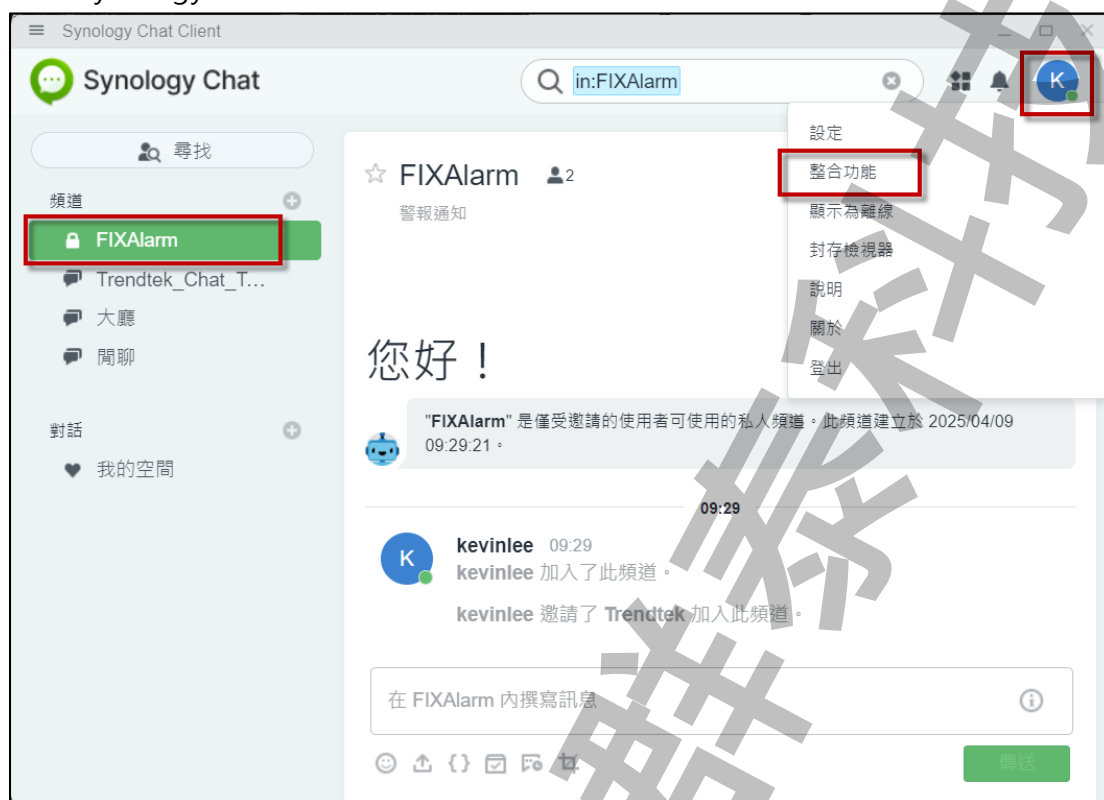 Synology Chat Client
Synology Chat
in:FIXAlarm
K
尋找
頻道
FIXAlarm
Trendtek_Chat_T...
大廳
閒聊
對話
我的空間
FIXAlarm 2
警報通知
設定
整合功能
顯示為離線
封存檢視器
說明
關於
登出
您好！
"FIXAlarm" 是僅受邀請的使用者可使用的私人頻道。此頻道建立於 2025/04/09
09:29:21。
09:29
K
kevinlee 09:29
kevinlee 加入了此頻道。
kevinlee 邀請了 Trendtek 加入此頻道。
在 FIXAlarm 內撰寫訊息
傳送
群泰科技